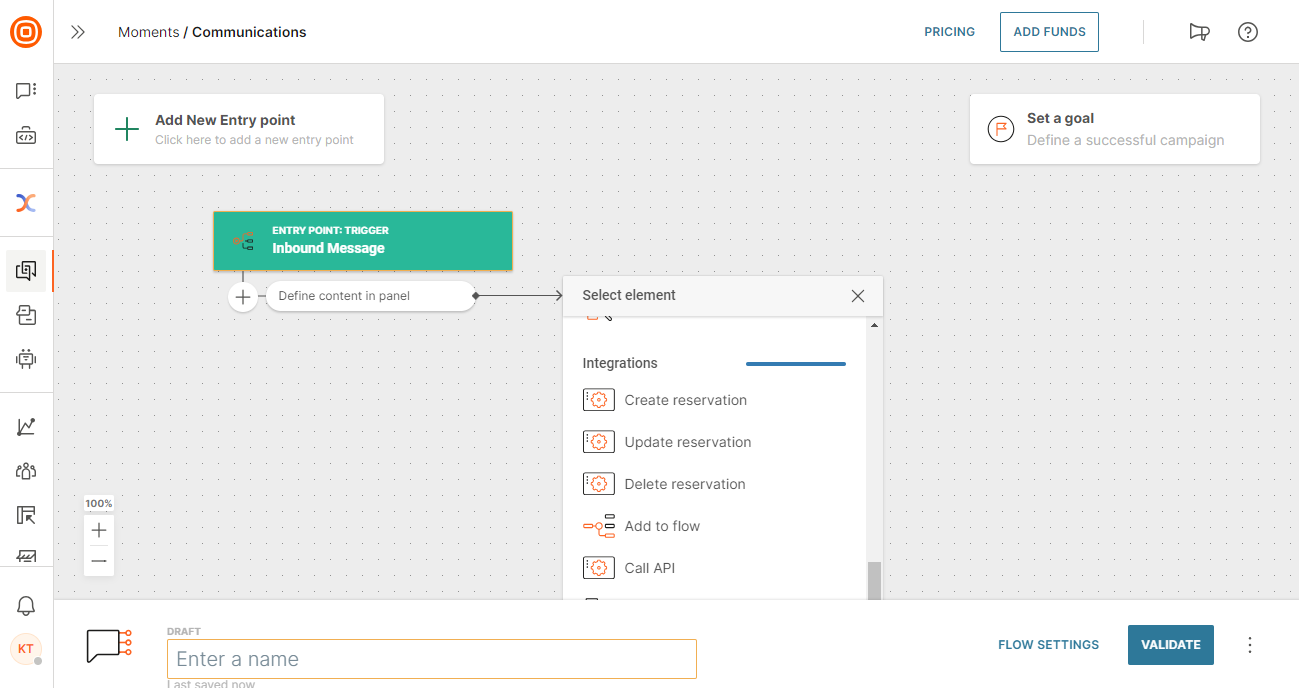 Moments / Communications
PRICING
ADD FUNDS
Add New Entry point
Click here to add a new entry point
Set a goal
Define a successful campaign
ENTRY POINT: TRIGGER
Inbound Message
Define content in panel
Select element
Integrations
Create reservation
Update reservation
Delete reservation
Add to flow
Call API
100%
KT
DRAFT
Enter a name
Last saved now
FLOW SETTINGS
VALIDATE